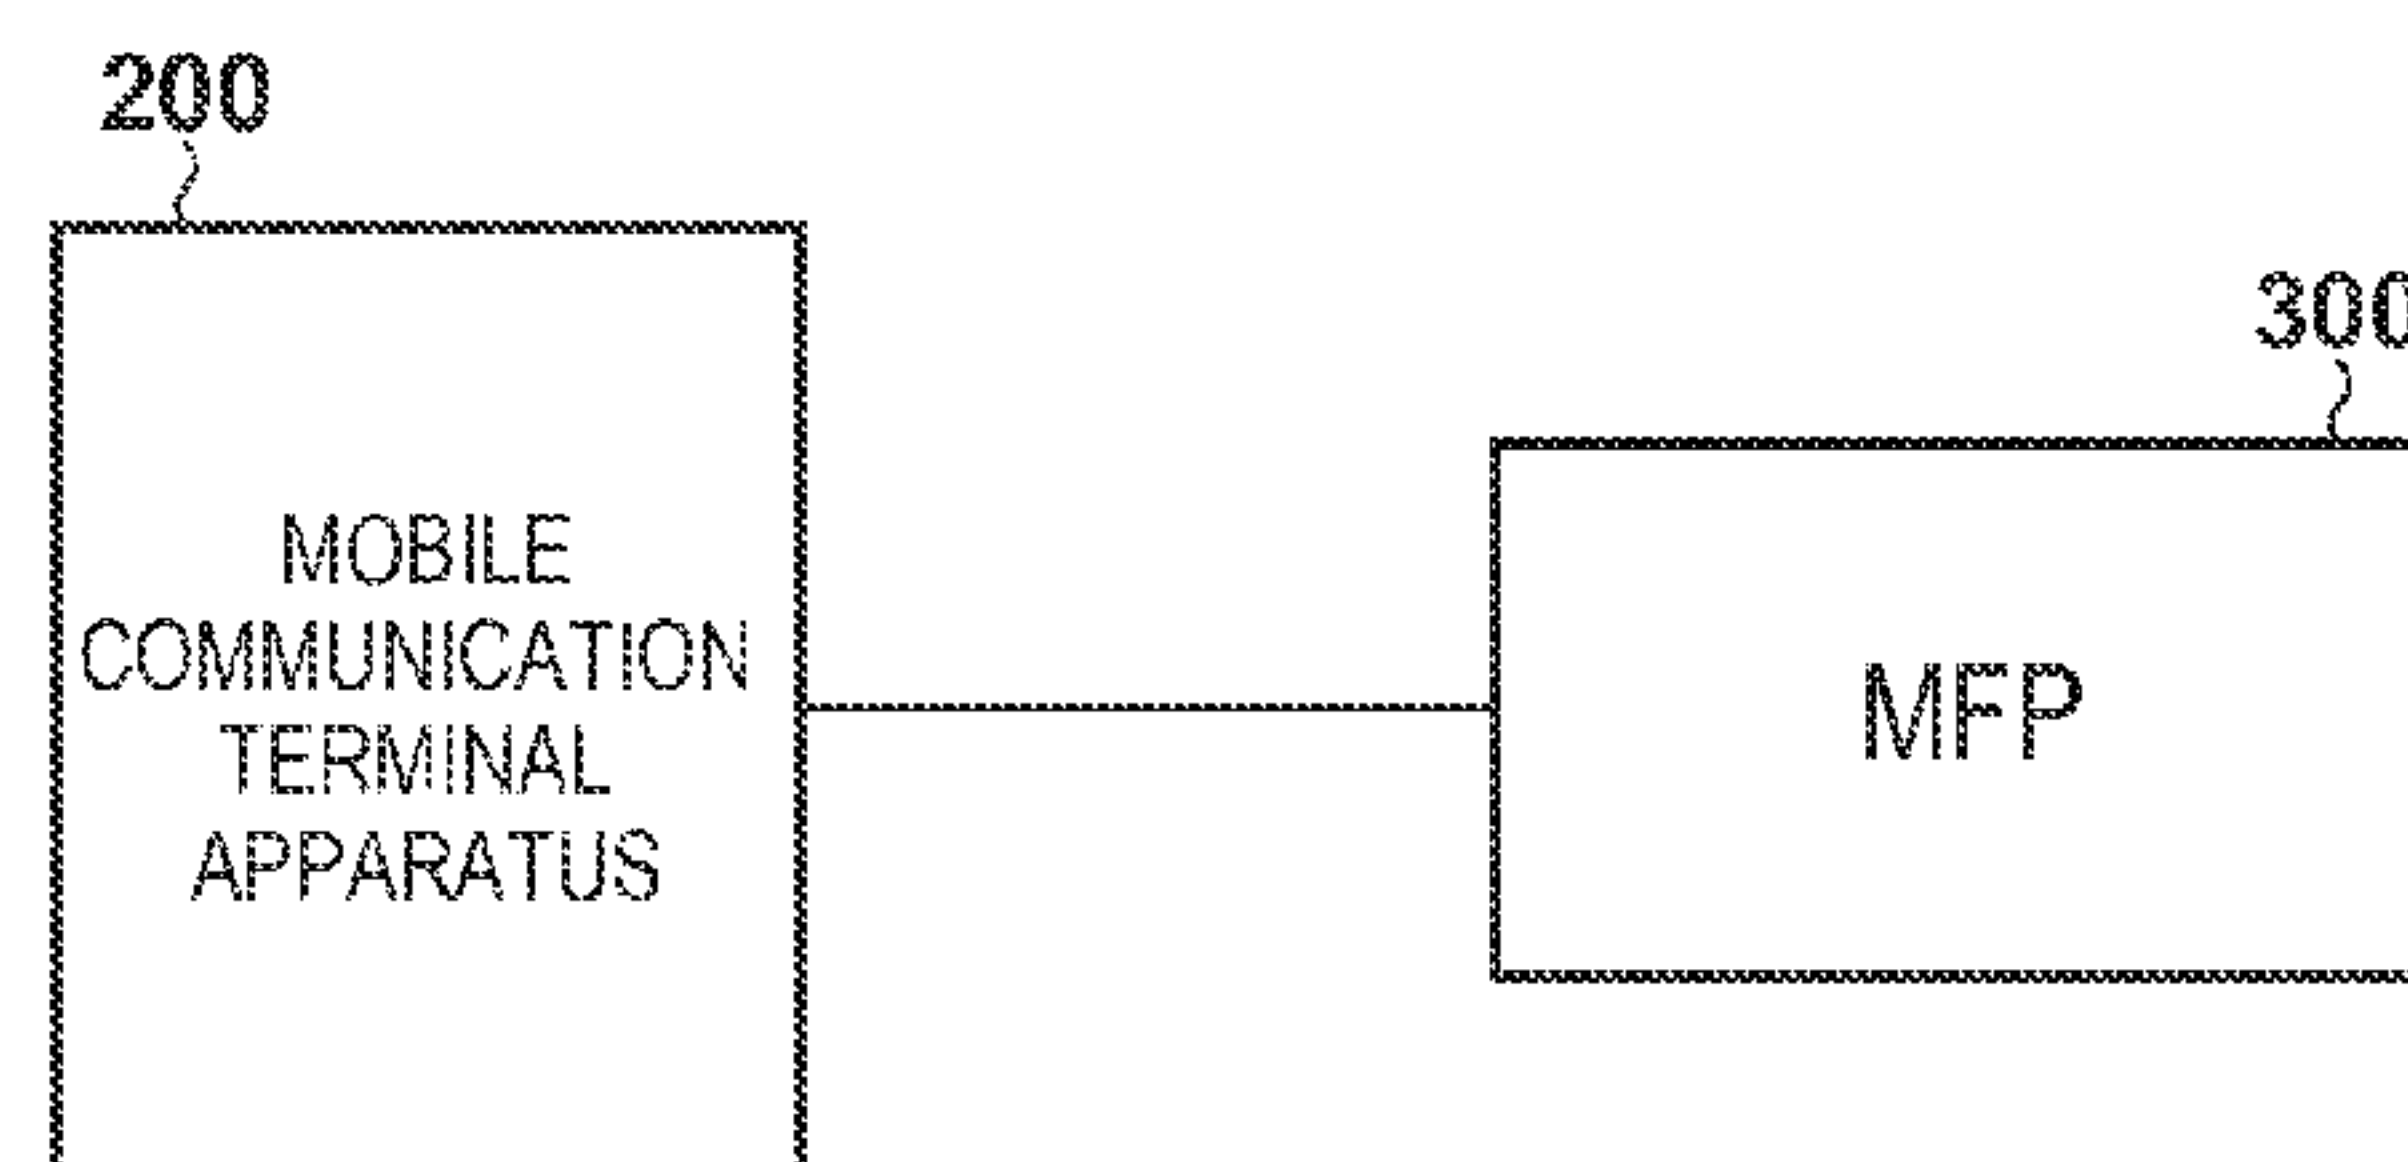 200
300
MOBILE
COMMUNICATION
TERMINAL
APPARATUS
MFP